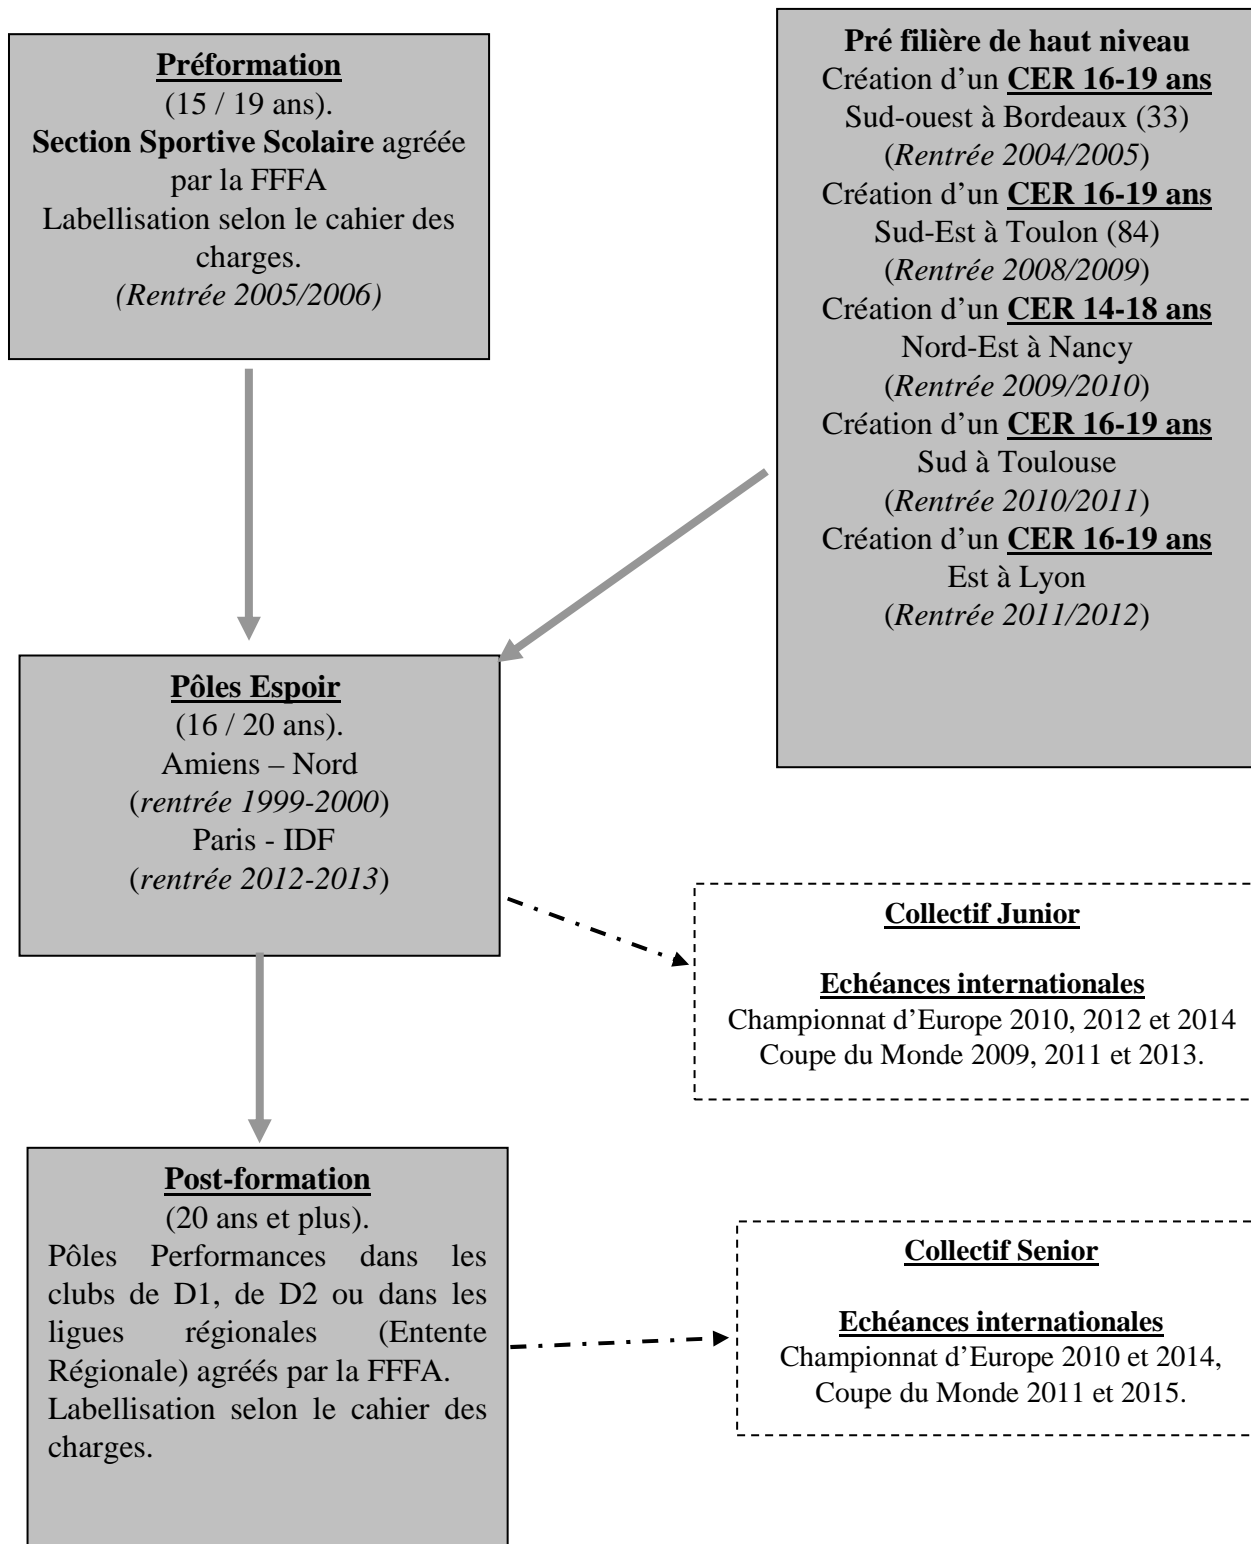 Préformation
(15 / 19 ans).
Section Sportive Scolaire agréée
par la FFFA
Labellisation selon le cahier des
charges.
(Rentrée 2005/2006)
Pré filière de haut niveau
Création d’un CER 16-19 ans
Sud-ouest à Bordeaux (33)
(Rentrée 2004/2005)
Création d’un CER 16-19 ans
Sud-Est à Toulon (84)
(Rentrée 2008/2009)
Création d’un CER 14-18 ans
Nord-Est à Nancy
(Rentrée 2009/2010)
Création d’un CER 16-19 ans
Sud à Toulouse
(Rentrée 2010/2011)
Création d’un CER 16-19 ans
Est à Lyon
(Rentrée 2011/2012)
Pôles Espoir
(16 / 20 ans).
Amiens – Nord
(rentrée 1999-2000)
Paris - IDF
(rentrée 2012-2013)
Collectif Junior
Echéances internationales
Championnat d’Europe 2010, 2012 et 2014
Coupe du Monde 2009, 2011 et 2013.
Post-formation
(20 ans et plus).
Pôles Performances dans les
clubs de D1, de D2 ou dans les
ligues régionales (Entente
Régionale) agréés par la FFFA.
Labellisation selon le cahier des
charges.
Collectif Senior
Echéances internationales
Championnat d’Europe 2010 et 2014,
Coupe du Monde 2011 et 2015.